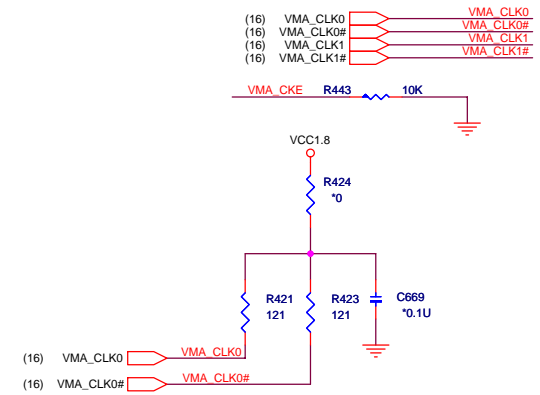 (16) VMA_CLK0 VMA_CLK0
(16) VMA_CLK0# VMA_CLK0#
(16) VMA_CLK1 VMA_CLK1
(16) VMA_CLK1# VMA_CLK1#
VMA_CKE R443 10K
VCC1.8
R424
*0
R421 R423 C669
121 121 *0.1U
(16) VMA_CLK0 VMA_CLK0
(16) VMA_CLK0# VMA_CLK0#